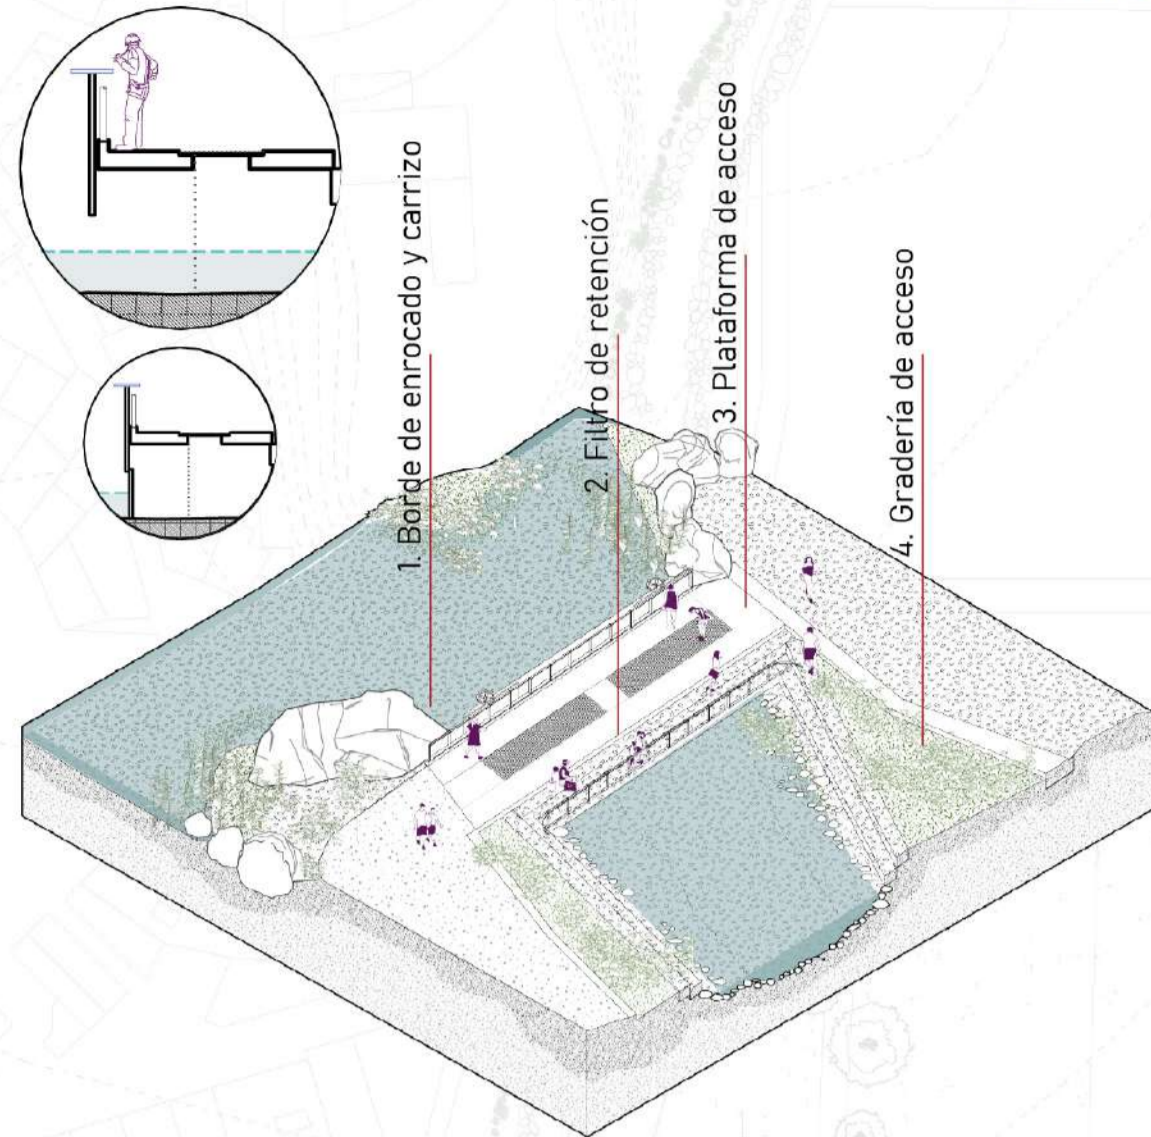 1. Borde de enrocado y carrizo
2. Filtro de retención
3. Plataforma de acceso
4. Gradería de acceso